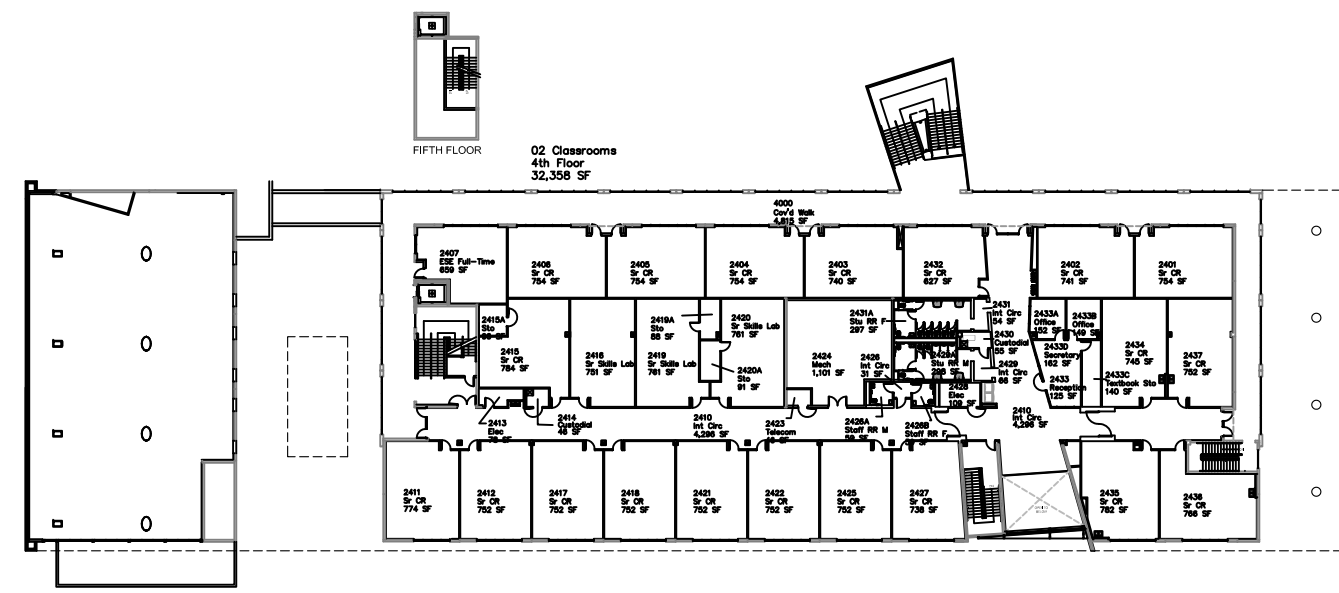 FIFTH FLOOR
02 Classrooms
4th Floor
32,358 SF
4000
Cov'd Walk
4,815 SF
2407
ESE Full-Time
659 SF
2406
Sr CR
754 SF
2405
Sr CR
754 SF
2404
Sr CR
754 SF
2403
Sr CR
740 SF
2432
Sr CR
627 SF
2402
Sr CR
741 SF
2401
Sr CR
754 SF
2415A
Sto
2415
Sr CR
784 SF
2416
Sr Skills Lab
751 SF
2419A
Sto
2419
Sr Skills Lab
761 SF
2420
Sr Skills Lab
761 SF
2420A
Sto
91 SF
2424
Mech
1,101 SF
2431A
Stu RR F
297 SF
2426
Int Circ
31 SF
2429A
Stu RR M
298 SF
2428
Elec
109 SF
2431
Int Circ
54 SF
2430
Custodial
55 SF
2429
Int Circ
66 SF
2433A
Office
152 SF
2433B
Office
149 SF
2433D
Secretary
162 SF
2433
Reception
125 SF
2433C
Textbook Sto
140 SF
2434
Sr CR
745 SF
2437
Sr CR
752 SF
2413
Elec
2414
Custodial
46 SF
2410
Int Circ
4,296 SF
2423
Telecom
2426A
Staff RR M
2426B
Staff RR F
2410
Int Circ
4,296 SF
2411
Sr CR
774 SF
2412
Sr CR
752 SF
2417
Sr CR
752 SF
2418
Sr CR
752 SF
2421
Sr CR
752 SF
2422
Sr CR
752 SF
2425
Sr CR
752 SF
2427
Sr CR
738 SF
2435
Sr CR
762 SF
2436
Sr CR
766 SF